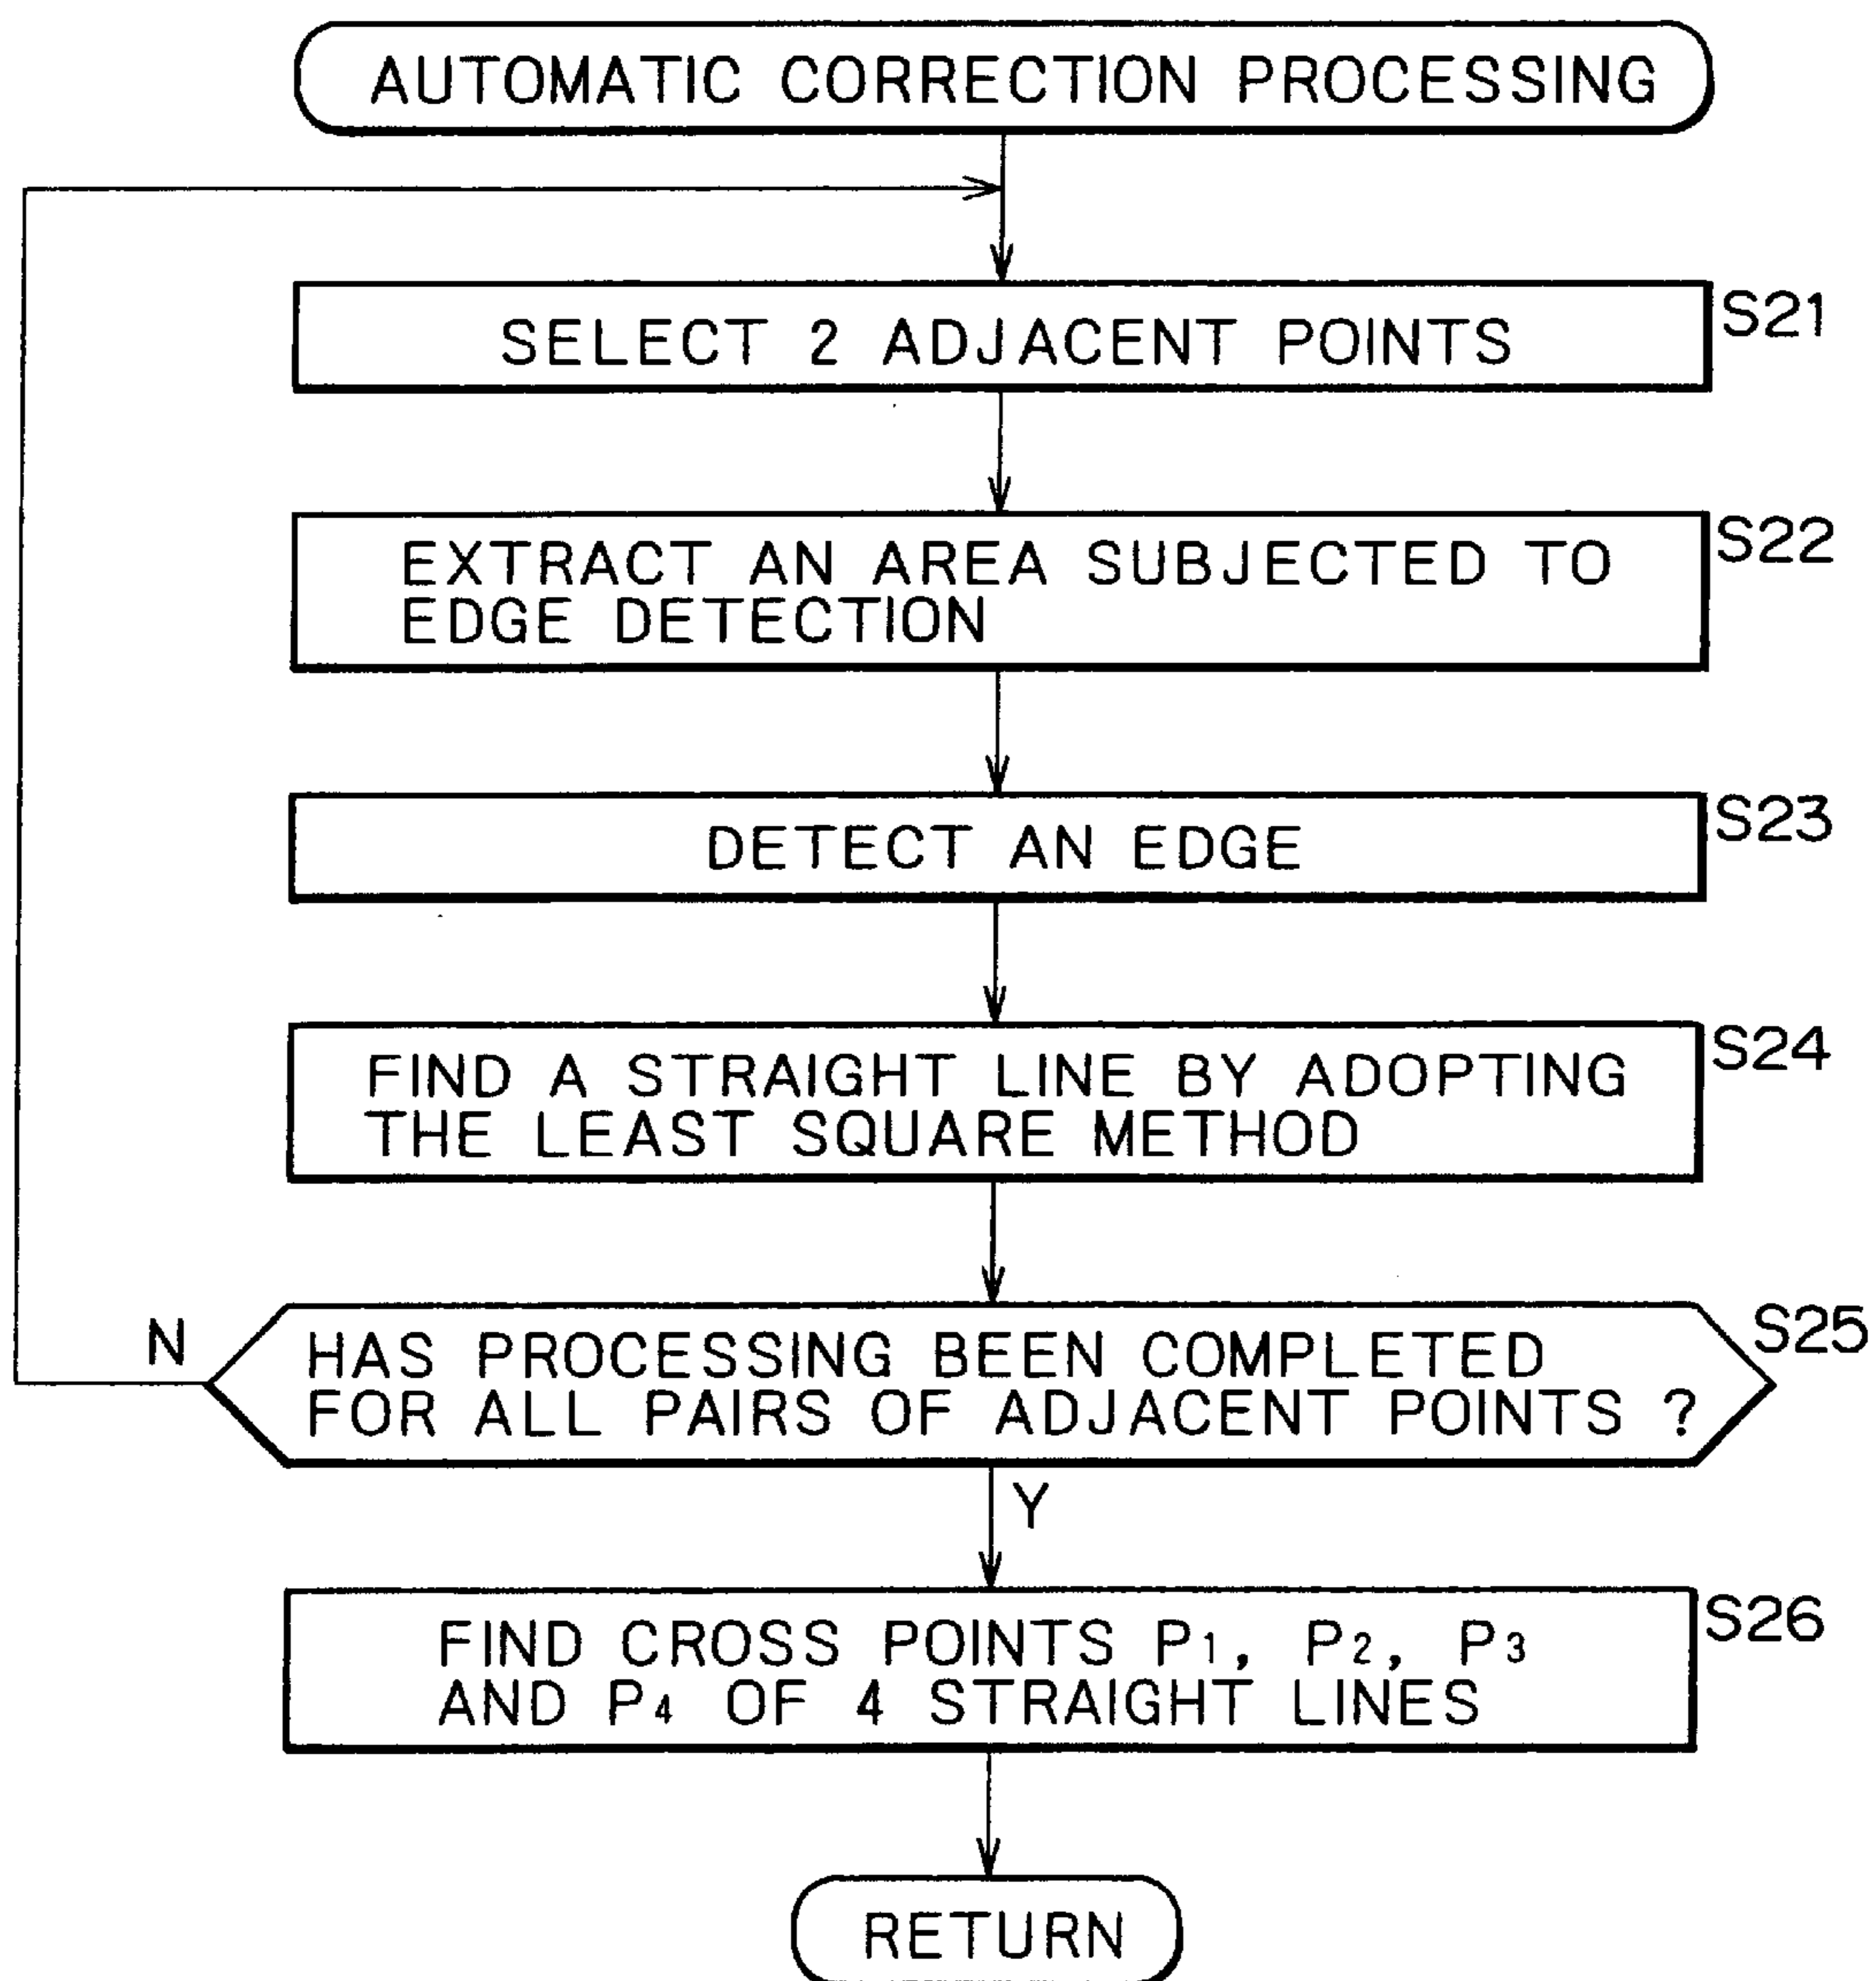 AUTOMATIC CORRECTION PROCESSING
SELECT 2 ADJACENT POINTS
S21
EXTRACT AN AREA SUBJECTED TO
EDGE DETECTION
S22
DETECT AN EDGE
S23
FIND A STRAIGHT LINE BY ADOPTING
THE LEAST SQUARE METHOD
S24
N
HAS PROCESSING BEEN COMPLETED
FOR ALL PAIRS OF ADJACENT POINTS ?
S25
Y
FIND CROSS POINTS P1, P2, P3
AND P4 OF 4 STRAIGHT LINES
S26
RETURN